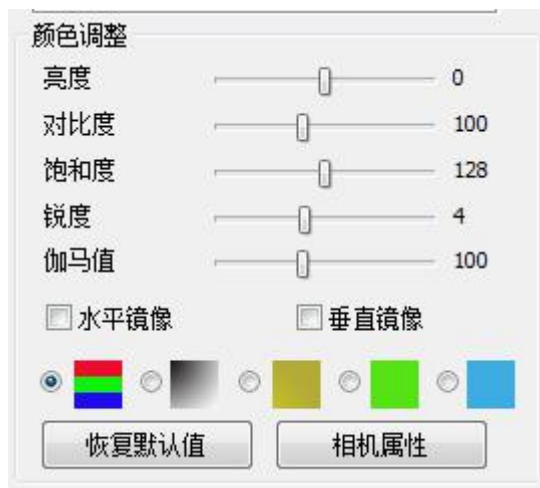 颜色调整
亮度 0
对比度 100
饱和度 128
锐度 4
伽马值 100
水平镜像 垂直镜像
恢复默认值 相机属性